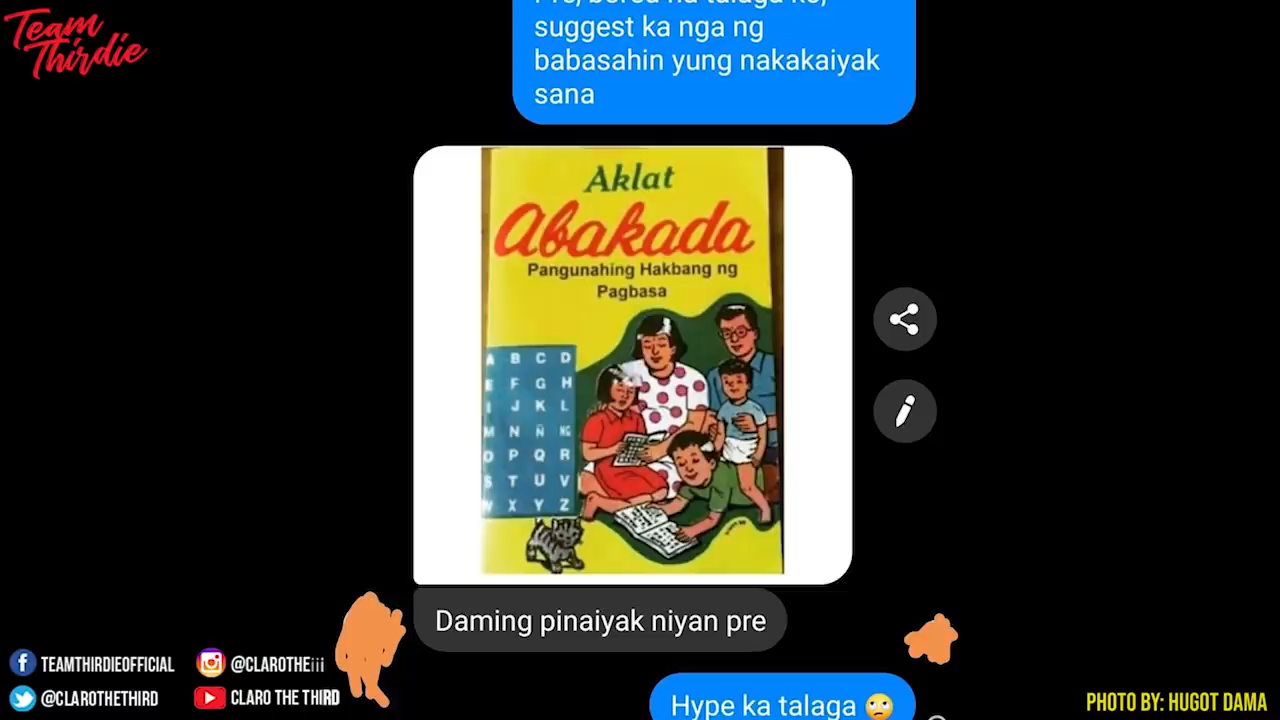 Team
Thirdie
suggest ka nga ng
babasahin yung nakakaiyak
sana
Aklat
Abakada
Pangunahing Hakbang ng
Pagbasa
A B C D
E F G H
I J K L
M N Ñ NG
O P Q R
S T U V
W X Y Z
Daming pinaiyak niyan pre
Hype ka talaga 🙄
TEAMTHIRDIEOFFICIAL
@CLAROTHEiii
@CLAROTHETHIRD
CLARO THE THIRD
PHOTO BY: HUGOT DAMA